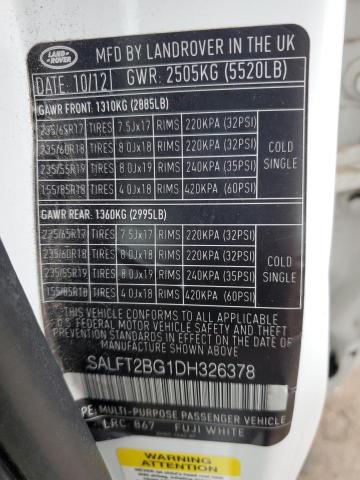 LAND ROVER
MFD BY LANDROVER IN THE UK
DATE: 10/12 GWR: 2505KG (5520LB)
GAWR FRONT: 1310KG (2885LB)
235/65R17 TIRES 7.5Jx17 RIMS 220KPA (32PSI)
235/60R18 TIRES 8.0Jx18 RIMS 220KPA (32PSI)
235/55R19 TIRES 8.0Jx19 RIMS 240KPA (35PSI)
155/85R18 TIRES 4.0Jx18 RIMS 420KPA (60PSI)
COLD
SINGLE
GAWR REAR: 1360KG (2995LB)
235/65R17 TIRES 7.5Jx17 RIMS 220KPA (32PSI)
235/60R18 TIRES 8.0Jx18 RIMS 220KPA (32PSI)
235/55R19 TIRES 8.0Jx19 RIMS 240KPA (35PSI)
155/85R18 TIRES 4.0Jx18 RIMS 420KPA (60PSI)
COLD
SINGLE
THIS VEHICLE CONFORMS TO ALL APPLICABLE
FEDERAL MOTOR VEHICLE SAFETY, BUMPER,
AND THEFT PREVENTION STANDARDS IN EFFECT
ON THE DATE OF MANUFACTURE SHOWN ABOVE.
SALFT2BG1DH326378
TYPE: MULTI-PURPOSE PASSENGER VEHICLE
LRC 867 FUJI WHITE
WARNING
ATTENTION